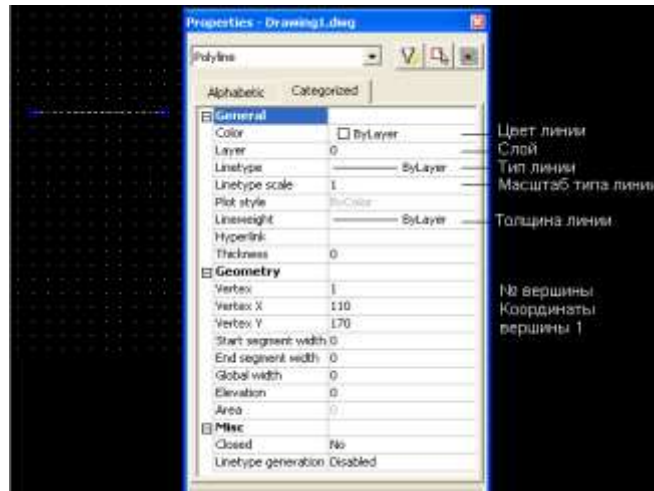 Properties - Drawing1.dwg
Polyline
Alphabetic Categorized
General
Color ByLayer
Layer 0
Linetype ByLayer
Linetype scale 1
Plot style ByColor
Lineweight ByLayer
Hyperlink
Thickness 0
Geometry
Vertex 1
Vertex X 110
Vertex Y 170
Start segment width 0
End segment width 0
Global width 0
Elevation 0
Area 0
Misc
Closed No
Linetype generation Disabled
Цвет линии
Слой
Тип линии
Масштаб типа линии
Толщина линии
№ вершины
Координаты
вершины 1